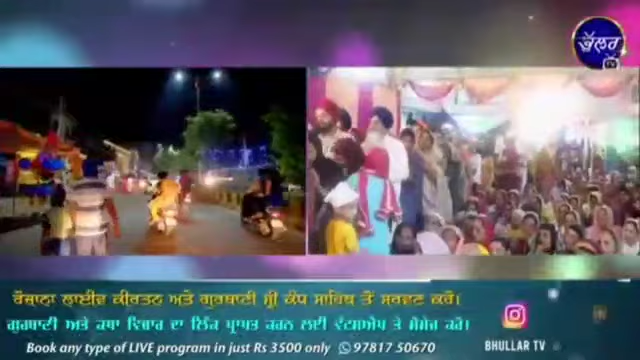 ਭੁੱਲਰ
TV
ਰੋਜ਼ਾਨਾ ਲਾਈਵ ਕੀਰਤਨ ਅਤੇ ਗੁਰਬਾਣੀ ਸ੍ਰੀ ਕੰਧ ਸਾਹਿਬ ਤੋਂ ਸਰਵਣ ਕਰੋ।
ਗੁਰਬਾਣੀ ਅਤੇ ਕਥਾ ਵਿਚਾਰ ਦਾ ਲਿੰਕ ਪ੍ਰਾਪਤ ਕਰਨ ਲਈ ਵੱਟਸਐਪ ਤੇ ਮੈਸੇਜ ਕਰੋ।
BHULLAR TV
Book any type of LIVE program in just Rs 3500 only 97817 50670